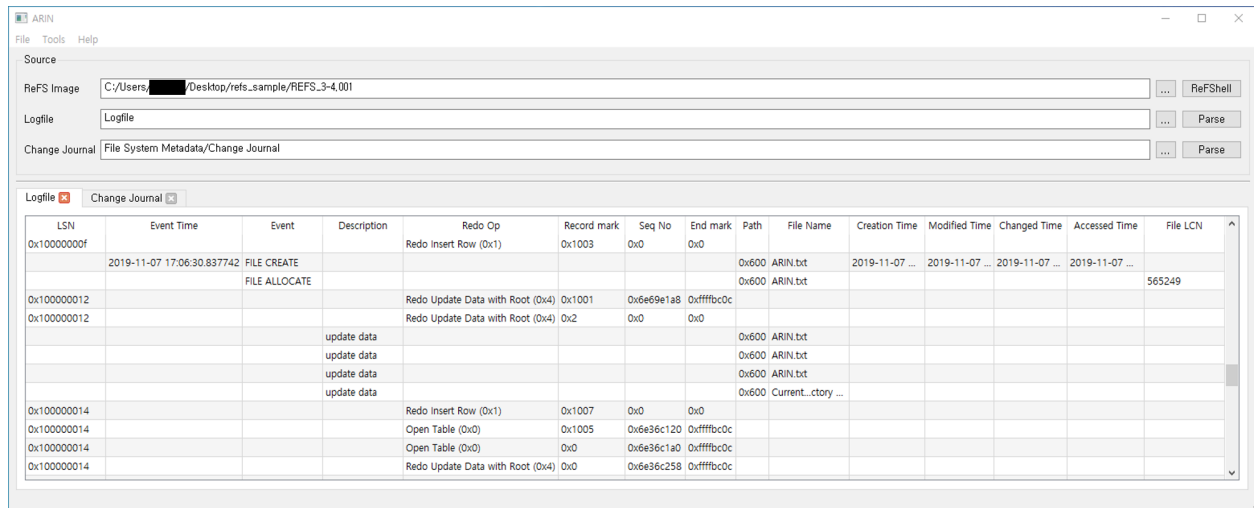 ARIN
File Tools Help
Source
ReFS Image C:/Users/ /Desktop/refs_sample/REFS_3-4,001 ... ReFShell
Logfile Logfile ... Parse
Change Journal File System Metadata/Change Journal ... Parse
Logfile Change Journal
LSN Event Time Event Description Redo Op Record mark Seq No End mark Path File Name Creation Time Modified Time Changed Time Accessed Time File LCN
0x10000000f Redo Insert Row (0x1) 0x1003 0x0 0x0
2019-11-07 17:06:30.837742 FILE CREATE 0x600 ARIN.txt 2019-11-07 ... 2019-11-07 ... 2019-11-07 ... 2019-11-07 ...
FILE ALLOCATE 0x600 ARIN.txt 565249
0x100000012 Redo Update Data with Root (0x4) 0x1001 0x6e69e1a8 0xffffbc0c
0x100000012 Redo Update Data with Root (0x4) 0x2 0x0 0x0
update data 0x600 ARIN.txt
update data 0x600 ARIN.txt
update data 0x600 ARIN.txt
update data 0x600 Current...ctory ...
0x100000014 Redo Insert Row (0x1) 0x1007 0x0 0x0
0x100000014 Open Table (0x0) 0x1005 0x6e36c120 0xffffbc0c
0x100000014 Open Table (0x0) 0x0 0x6e36c1a0 0xffffbc0c
0x100000014 Redo Update Data with Root (0x4) 0x0 0x6e36c258 0xffffbc0c